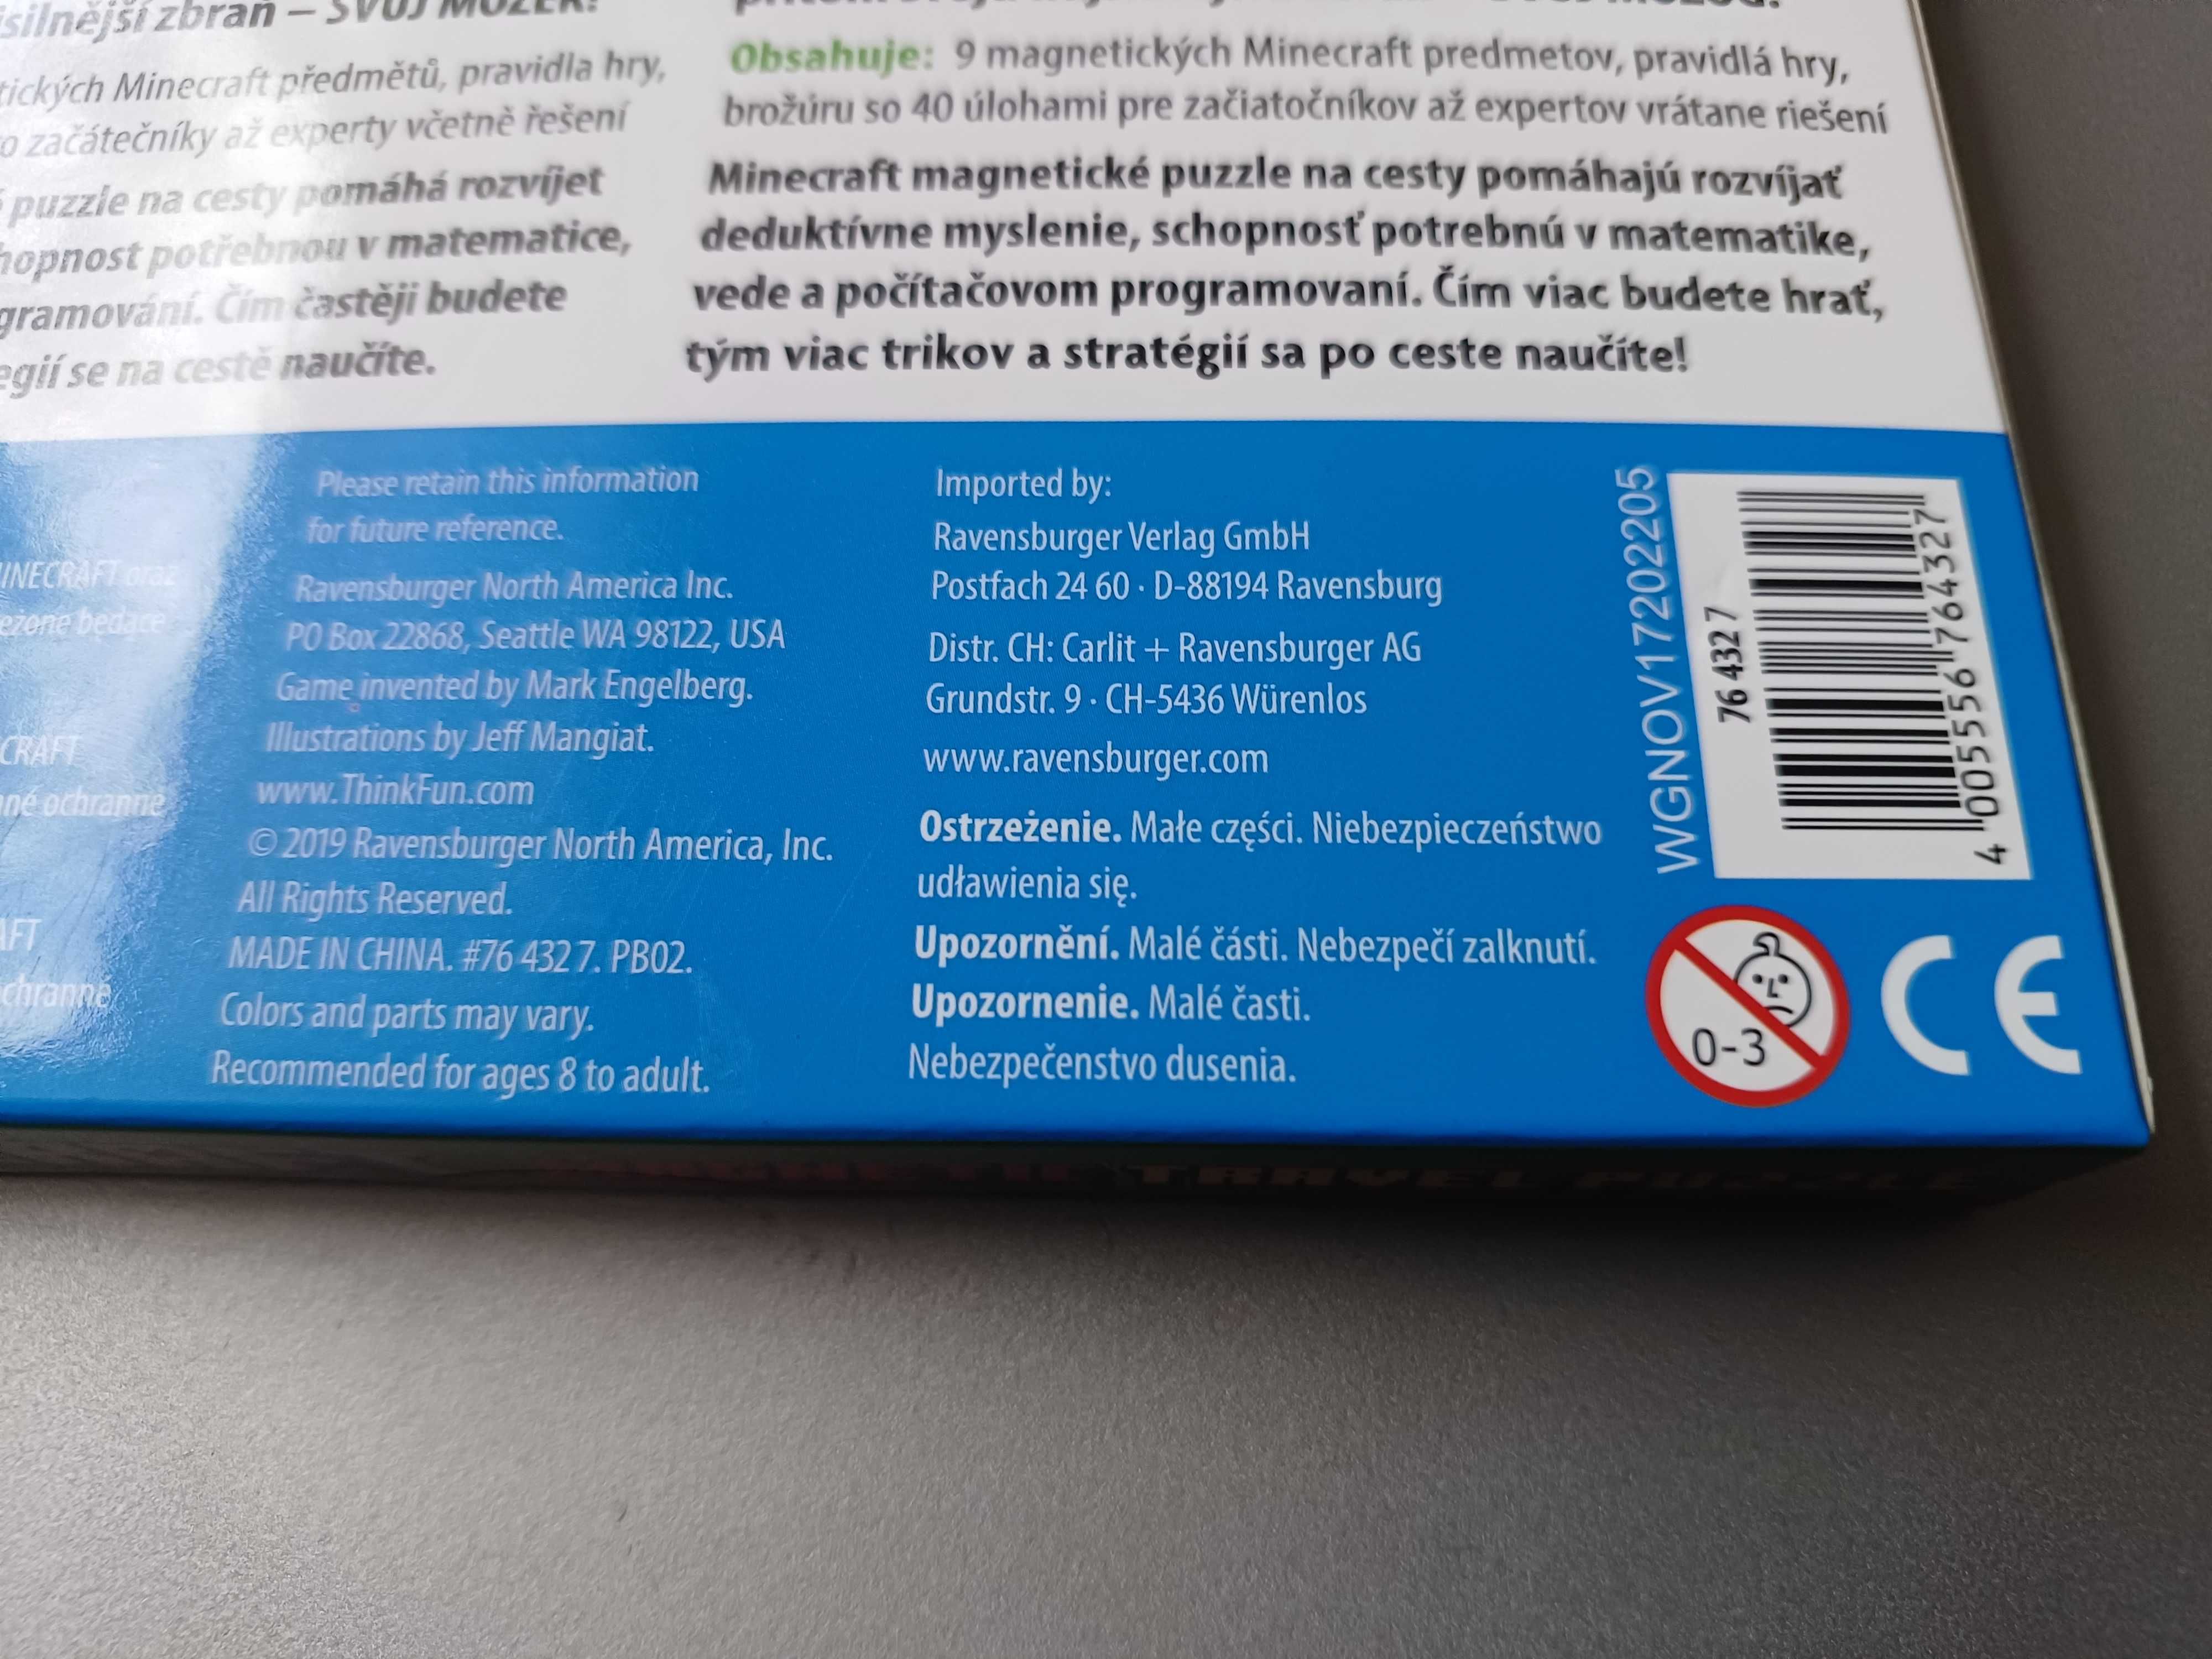 silnější zbraň – SVŮJ MOZEK!
Minecraft předmětů, pravidla hry,
začátečníky až experty včetně řešení
puzzle na cesty pomáhá rozvíjet
potřebnou v matematice,
Čím častěji budete
se na cestě naučíte.
Obsahuje: 9 magnetických Minecraft predmetov, pravidlá hry,
brožúru so 40 úlohami pre začiatočníkov až expertov vrátane riešení
Minecraft magnetické puzzle na cesty pomáhajú rozvíjať
deduktívne myslenie, schopnosť potrebnú v matematike,
vede a počítačovom programovaní. Čím viac budete hrať,
tým viac trikov a stratégií sa po ceste naučíte!
MINECRAFT oraz
ochranne
Please retain this information
for future reference.
Ravensburger North America Inc.
PO Box 22868, Seattle WA 98122, USA
Game invented by Mark Engelberg.
Illustrations by Jeff Mangiat.
www.ThinkFun.com
© 2019 Ravensburger North America, Inc.
All Rights Reserved.
MADE IN CHINA. #76 432 7. PB02.
Colors and parts may vary.
Recommended for ages 8 to adult.
Imported by:
Ravensburger Verlag GmbH
Postfach 24 60 · D-88194 Ravensburg
Distr. CH: Carlit + Ravensburger AG
Grundstr. 9 · CH-5436 Würenlos
www.ravensburger.com
Ostrzeżenie. Małe części. Niebezpieczeństwo
udławienia się.
Upozornění. Malé části. Nebezpečí zalknutí.
Upozornenie. Malé časti.
Nebezpečenstvo dusenia.
WGNOV17202205
76 432 7
4 005556 764327
0-3
CE
TRAVEL PUZZLE